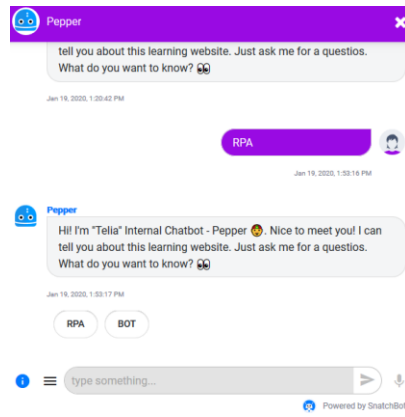 Pepper
tell you about this learning website. Just ask me for a questios.
What do you want to know? 👀
Jan 19, 2020, 1:20:42 PM
RPA
Jan 19, 2020, 1:53:16 PM
Pepper
Hi! I'm "Telia" Internal Chatbot - Pepper. Nice to meet you! I can
tell you about this learning website. Just ask me for a questios.
What do you want to know? 👀
Jan 19, 2020, 1:53:17 PM
RPA BOT
type something...
Powered by SnatchBot